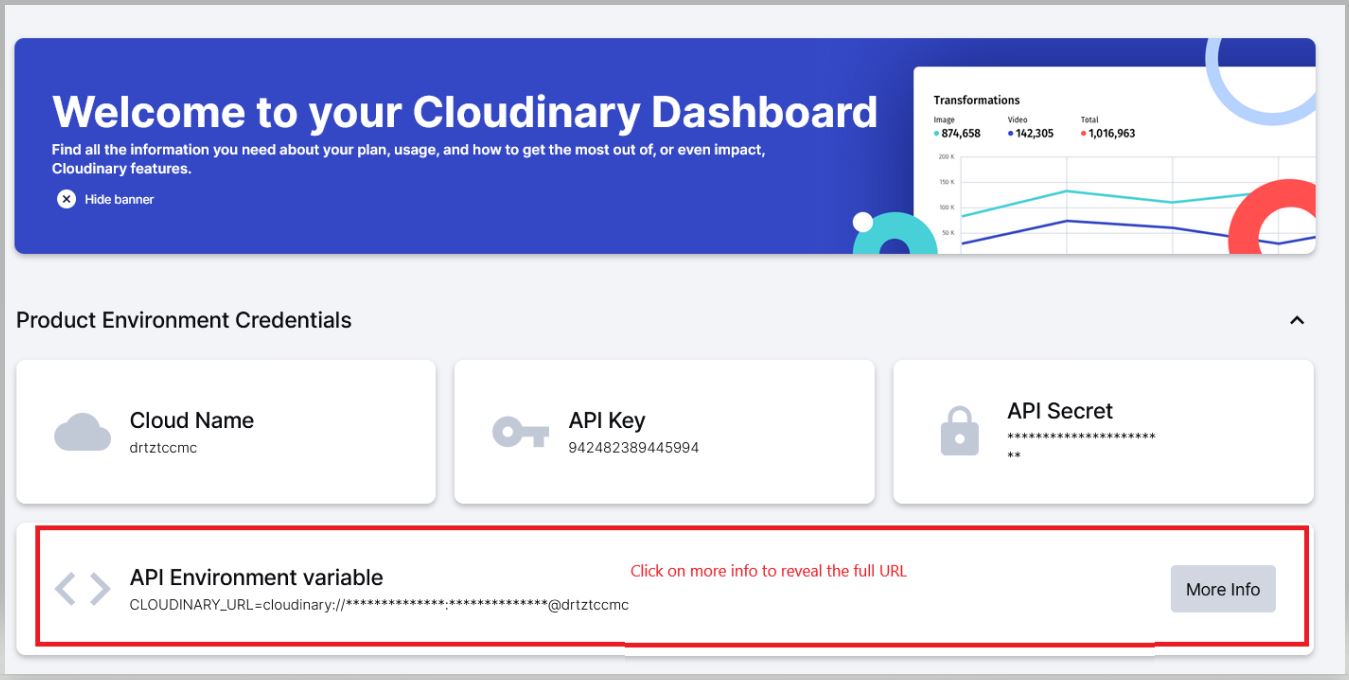 Welcome to your Cloudinary Dashboard
Find all the information you need about your plan, usage, and how to get the most out of, or even impact,
Cloudinary features.
Hide banner
Transformations
Image Video Total
874,658 142,305 1,016,963
200 K
150 K
100 K
50 K
Product Environment Credentials
Cloud Name
drtztccmc
API Key
942482389445994
API Secret
*********************
**
API Environment variable
CLOUDINARY_URL=cloudinary://**************:**************@drtztccmc
Click on more info to reveal the full URL
More Info